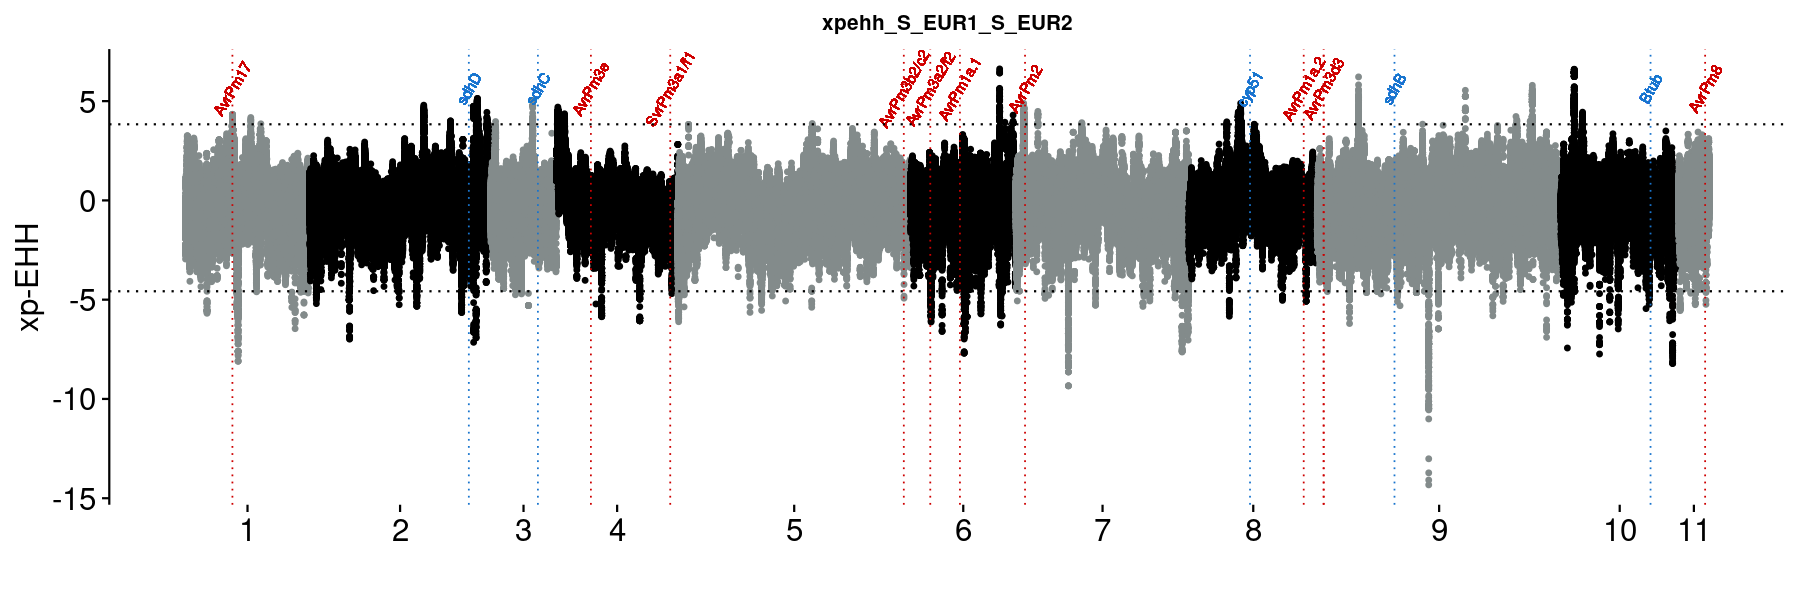 xpehh_S_EUR1_S_EUR2
AvrPm17
sdhD
sdhC
AvrPm3e
SvrPm3a1/f1
AvrPm3b2/c2
AvrPm3a2/f2
AvrPm1a.1
AvrPm2
cyp51
AvrPm1a.2
AvrPm3d3
sdhB
Btub
AvrPm8
xp-EHH
5
0
-5
-10
-15
1 2 3 4 5 6 7 8 9 10 11